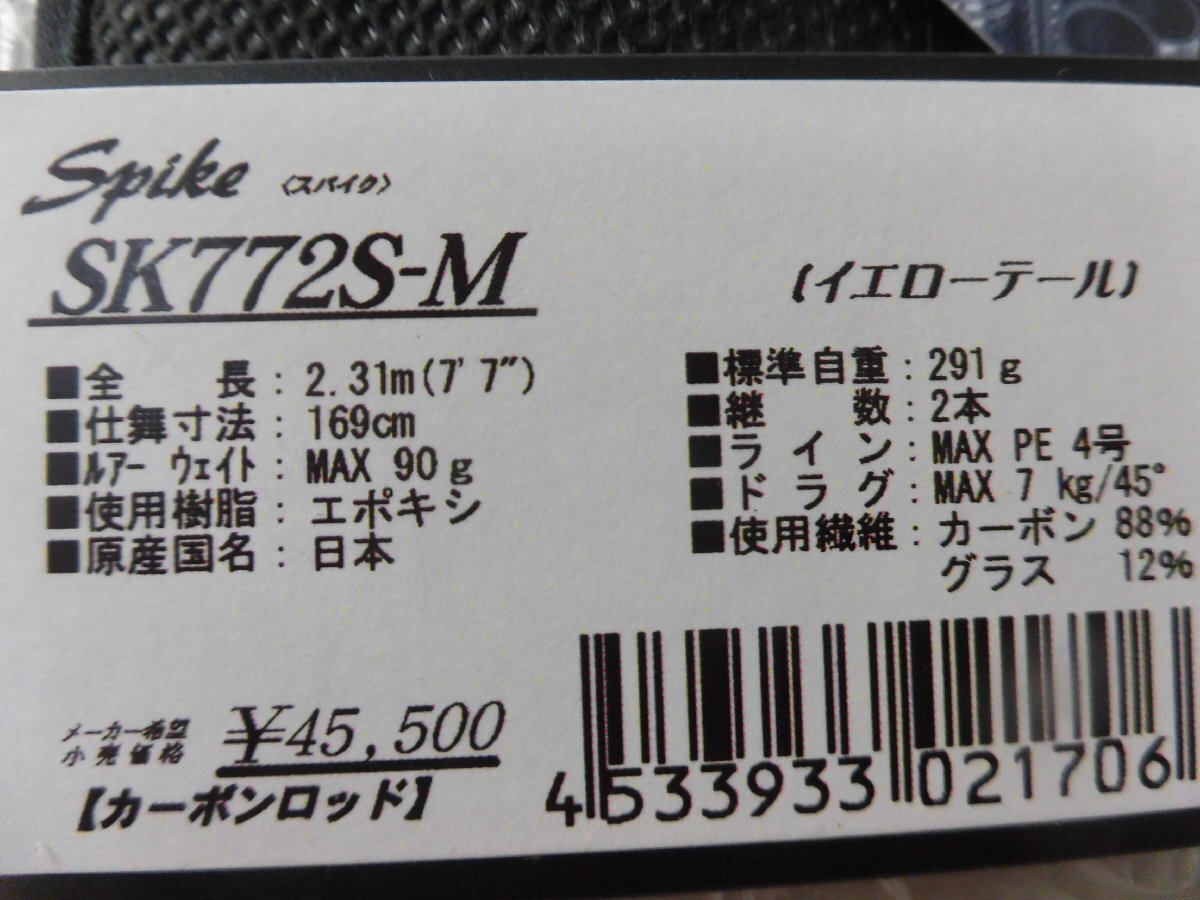 Spike 〈スパイク〉
SK772S-M
(イエローテール)
■全長：2.31m(7'7")
■仕舞寸法：169cm
■ﾙｱｰ ｳｪｲﾄ：MAX 90g
■使用樹脂：エポキシ
■原産国名：日本
■標準自重：291g
■継数：2本
■ライン：MAX PE 4号
■ドラグ：MAX 7 kg/45°
■使用繊維：カーボン 88%
グラス 12%
メーカー希望
小売価格
¥45,500
【カーボンロッド】
4 533933 021706